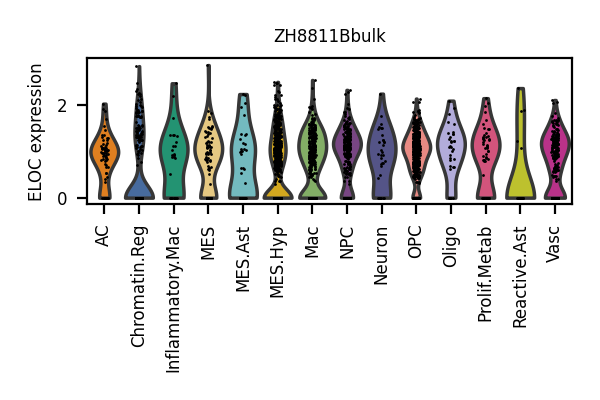 ZH8811Bbulk
ELOC expression
2
0
AC
Chromatin.Reg
Inflammatory.Mac
MES
MES.Ast
MES.Hyp
Mac
NPC
Neuron
OPC
Oligo
Prolif.Metab
Reactive.Ast
Vasc